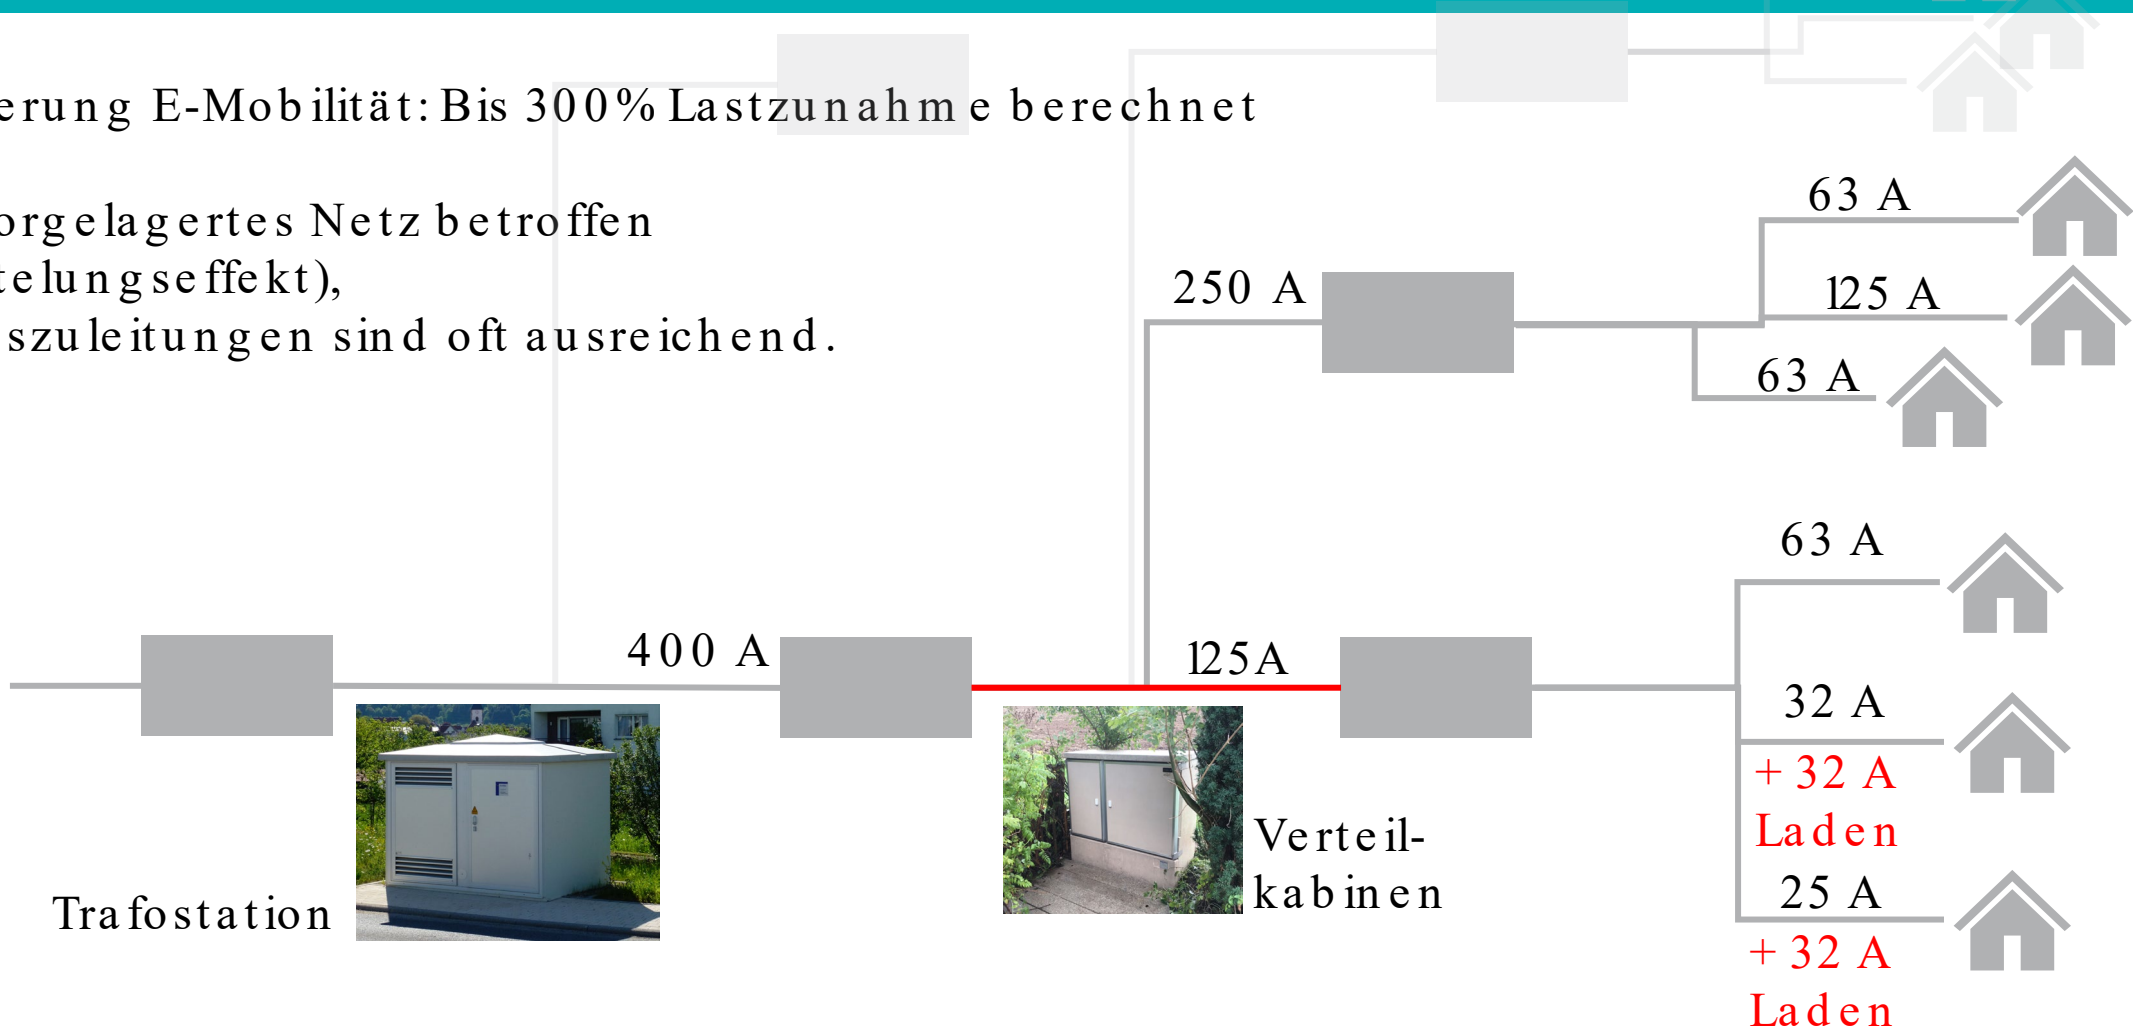 erung E-Mobilität: Bis 300% Lastzunahme berechnet
orgelagertes Netz betroffen
telungseffekt),
szuleitungen sind oft ausreichend.
63 A
250 A
125 A
63 A
63 A
400 A
125A
32 A
+ 32 A
Laden
Verteil-
kabinen
25 A
Trafostation
+ 32 A
Laden